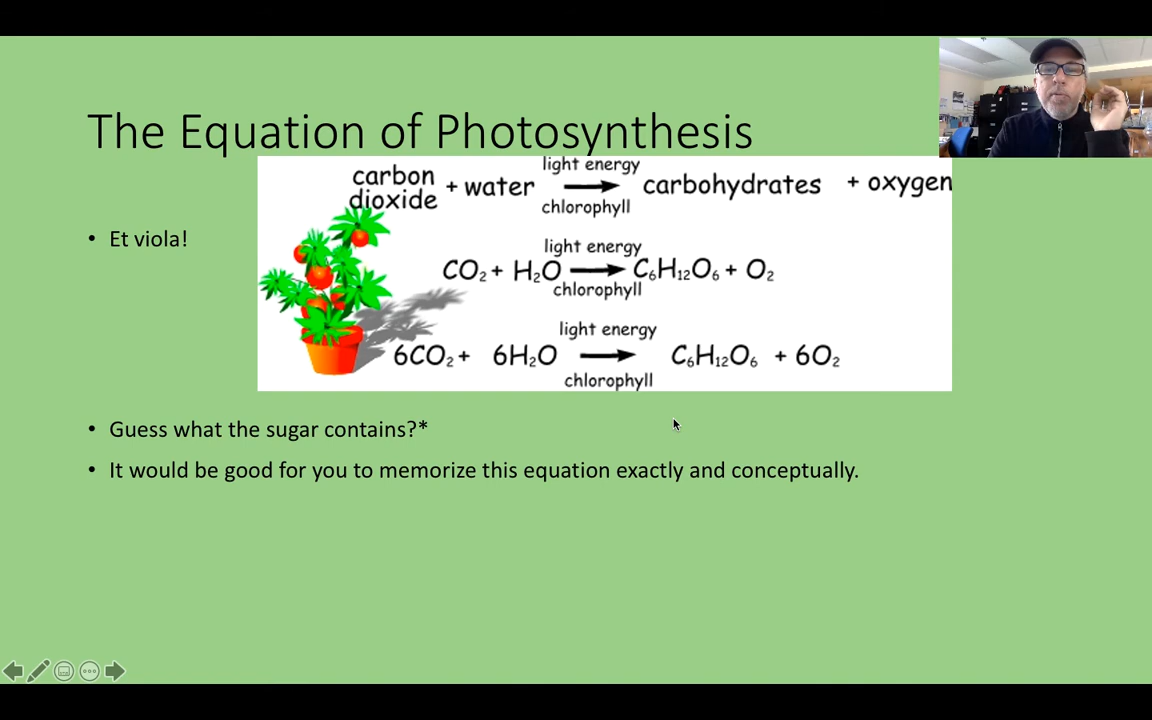 The Equation of Photosynthesis
carbon dioxide + water light energy chlorophyll carbohydrates + oxygen
• Et viola!
CO₂ + H₂O light energy chlorophyll C₆H₁₂O₆ + O₂
6CO₂ + 6H₂O light energy chlorophyll C₆H₁₂O₆ + 6O₂
• Guess what the sugar contains?*
• It would be good for you to memorize this equation exactly and conceptually.